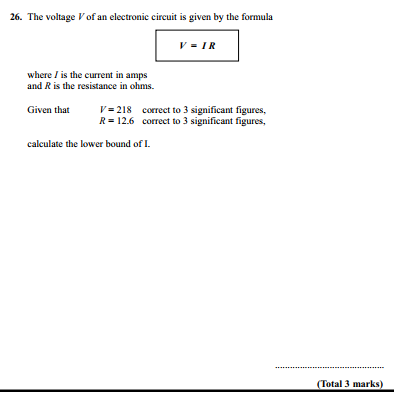 26. The voltage V of an electronic circuit is given by the formula
V = I R
where I is the current in amps
and R is the resistance in ohms.
Given that V = 218 correct to 3 significant figures,
R = 12.6 correct to 3 significant figures,
calculate the lower bound of I.
..............................................
(Total 3 marks)